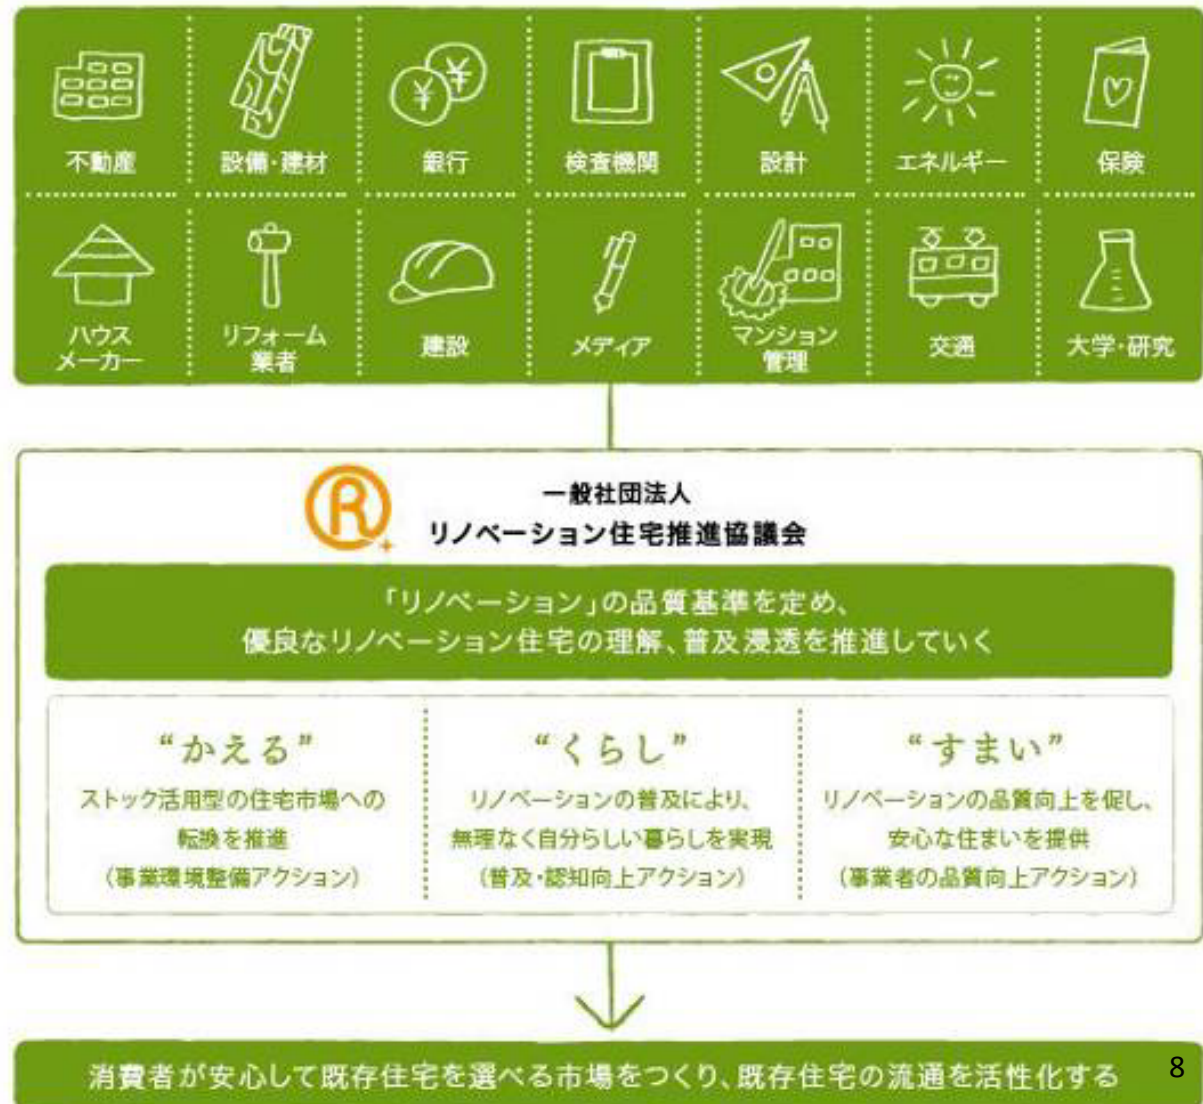 不動産
設備・建材
銀行
検査機関
設計
エネルギー
保険
ハウス
メーカー
リフォーム
業者
建設
メディア
マンション
管理
交通
大学・研究
R
一般社団法人
リノベーション住宅推進協議会
「リノベーション」の品質基準を定め、
優良なリノベーション住宅の理解、普及浸透を推進していく
“かえる”
ストック活用型の住宅市場への
転換を推進
(事業環境整備アクション)
“くらし”
リノベーションの普及により、
無理なく自分らしい暮らしを実現
(普及・認知向上アクション)
“すまい”
リノベーションの品質向上を促し、
安心な住まいを提供
(事業者の品質向上アクション)
消費者が安心して既存住宅を選べる市場をつくり、既存住宅の流通を活性化する
8